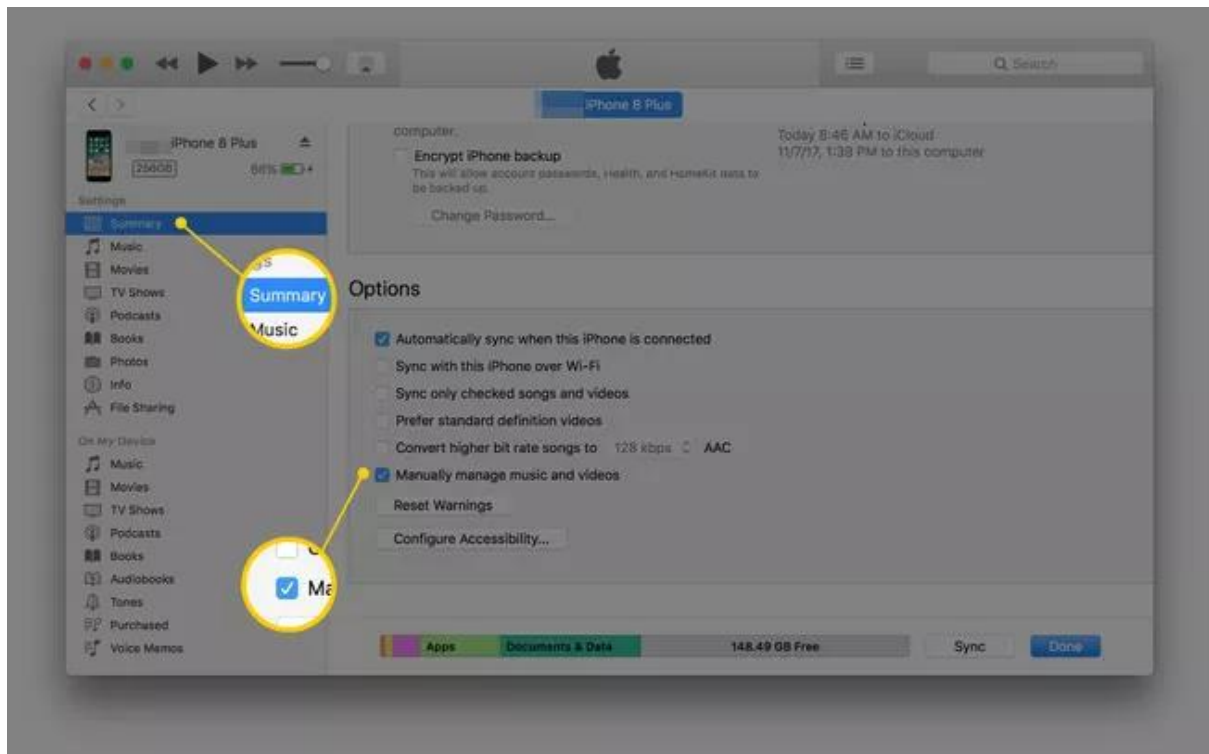 Search
iPhone 8 Plus
iPhone 8 Plus
256GB
Settings
Summary
Music
Movies
TV Shows
Podcasts
Books
Photos
Info
File Sharing
On My Device
Music
Movies
TV Shows
Podcasts
Books
Audiobooks
Tones
Purchased
Voice Memos
gs
Summary
Music
computer.
Encrypt iPhone backup
This will allow account passwords, Health, and HomeKit data to
be backed up.
Change Password...
Today 8:46 AM to iCloud
11/7/17, 1:38 PM to this computer
Options
Automatically sync when this iPhone is connected
Sync with this iPhone over Wi-Fi
Sync only checked songs and videos
Prefer standard definition videos
Convert higher bit rate songs to 128 kbps AAC
Manually manage music and videos
Reset Warnings
Configure Accessibility...
Ma
Apps Documents & Data 148.49 GB Free Sync Done